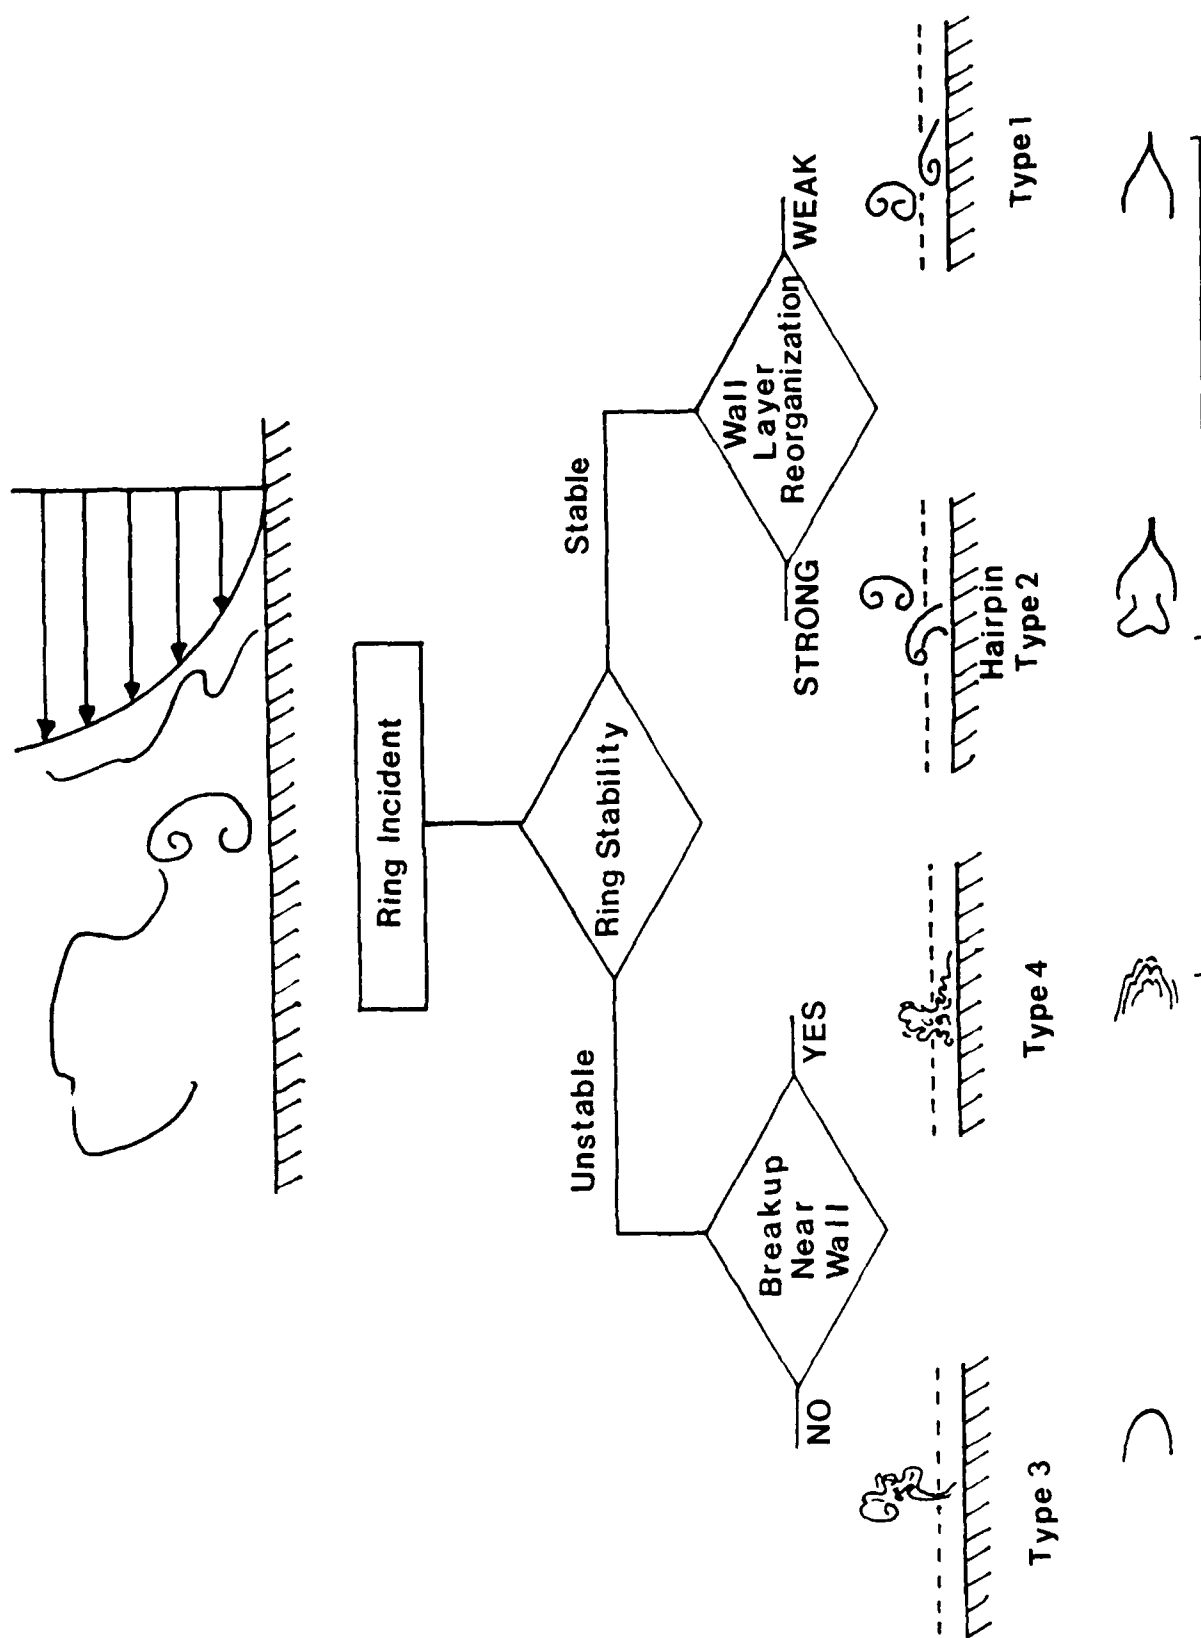 Ring Incident
Ring Stability
Unstable
Stable
Breakup
Near
Wall
NO
YES
Wall
Layer
Reorganization
STRONG
WEAK
Type 3
Type 4
Hairpin
Type 2
Type 1